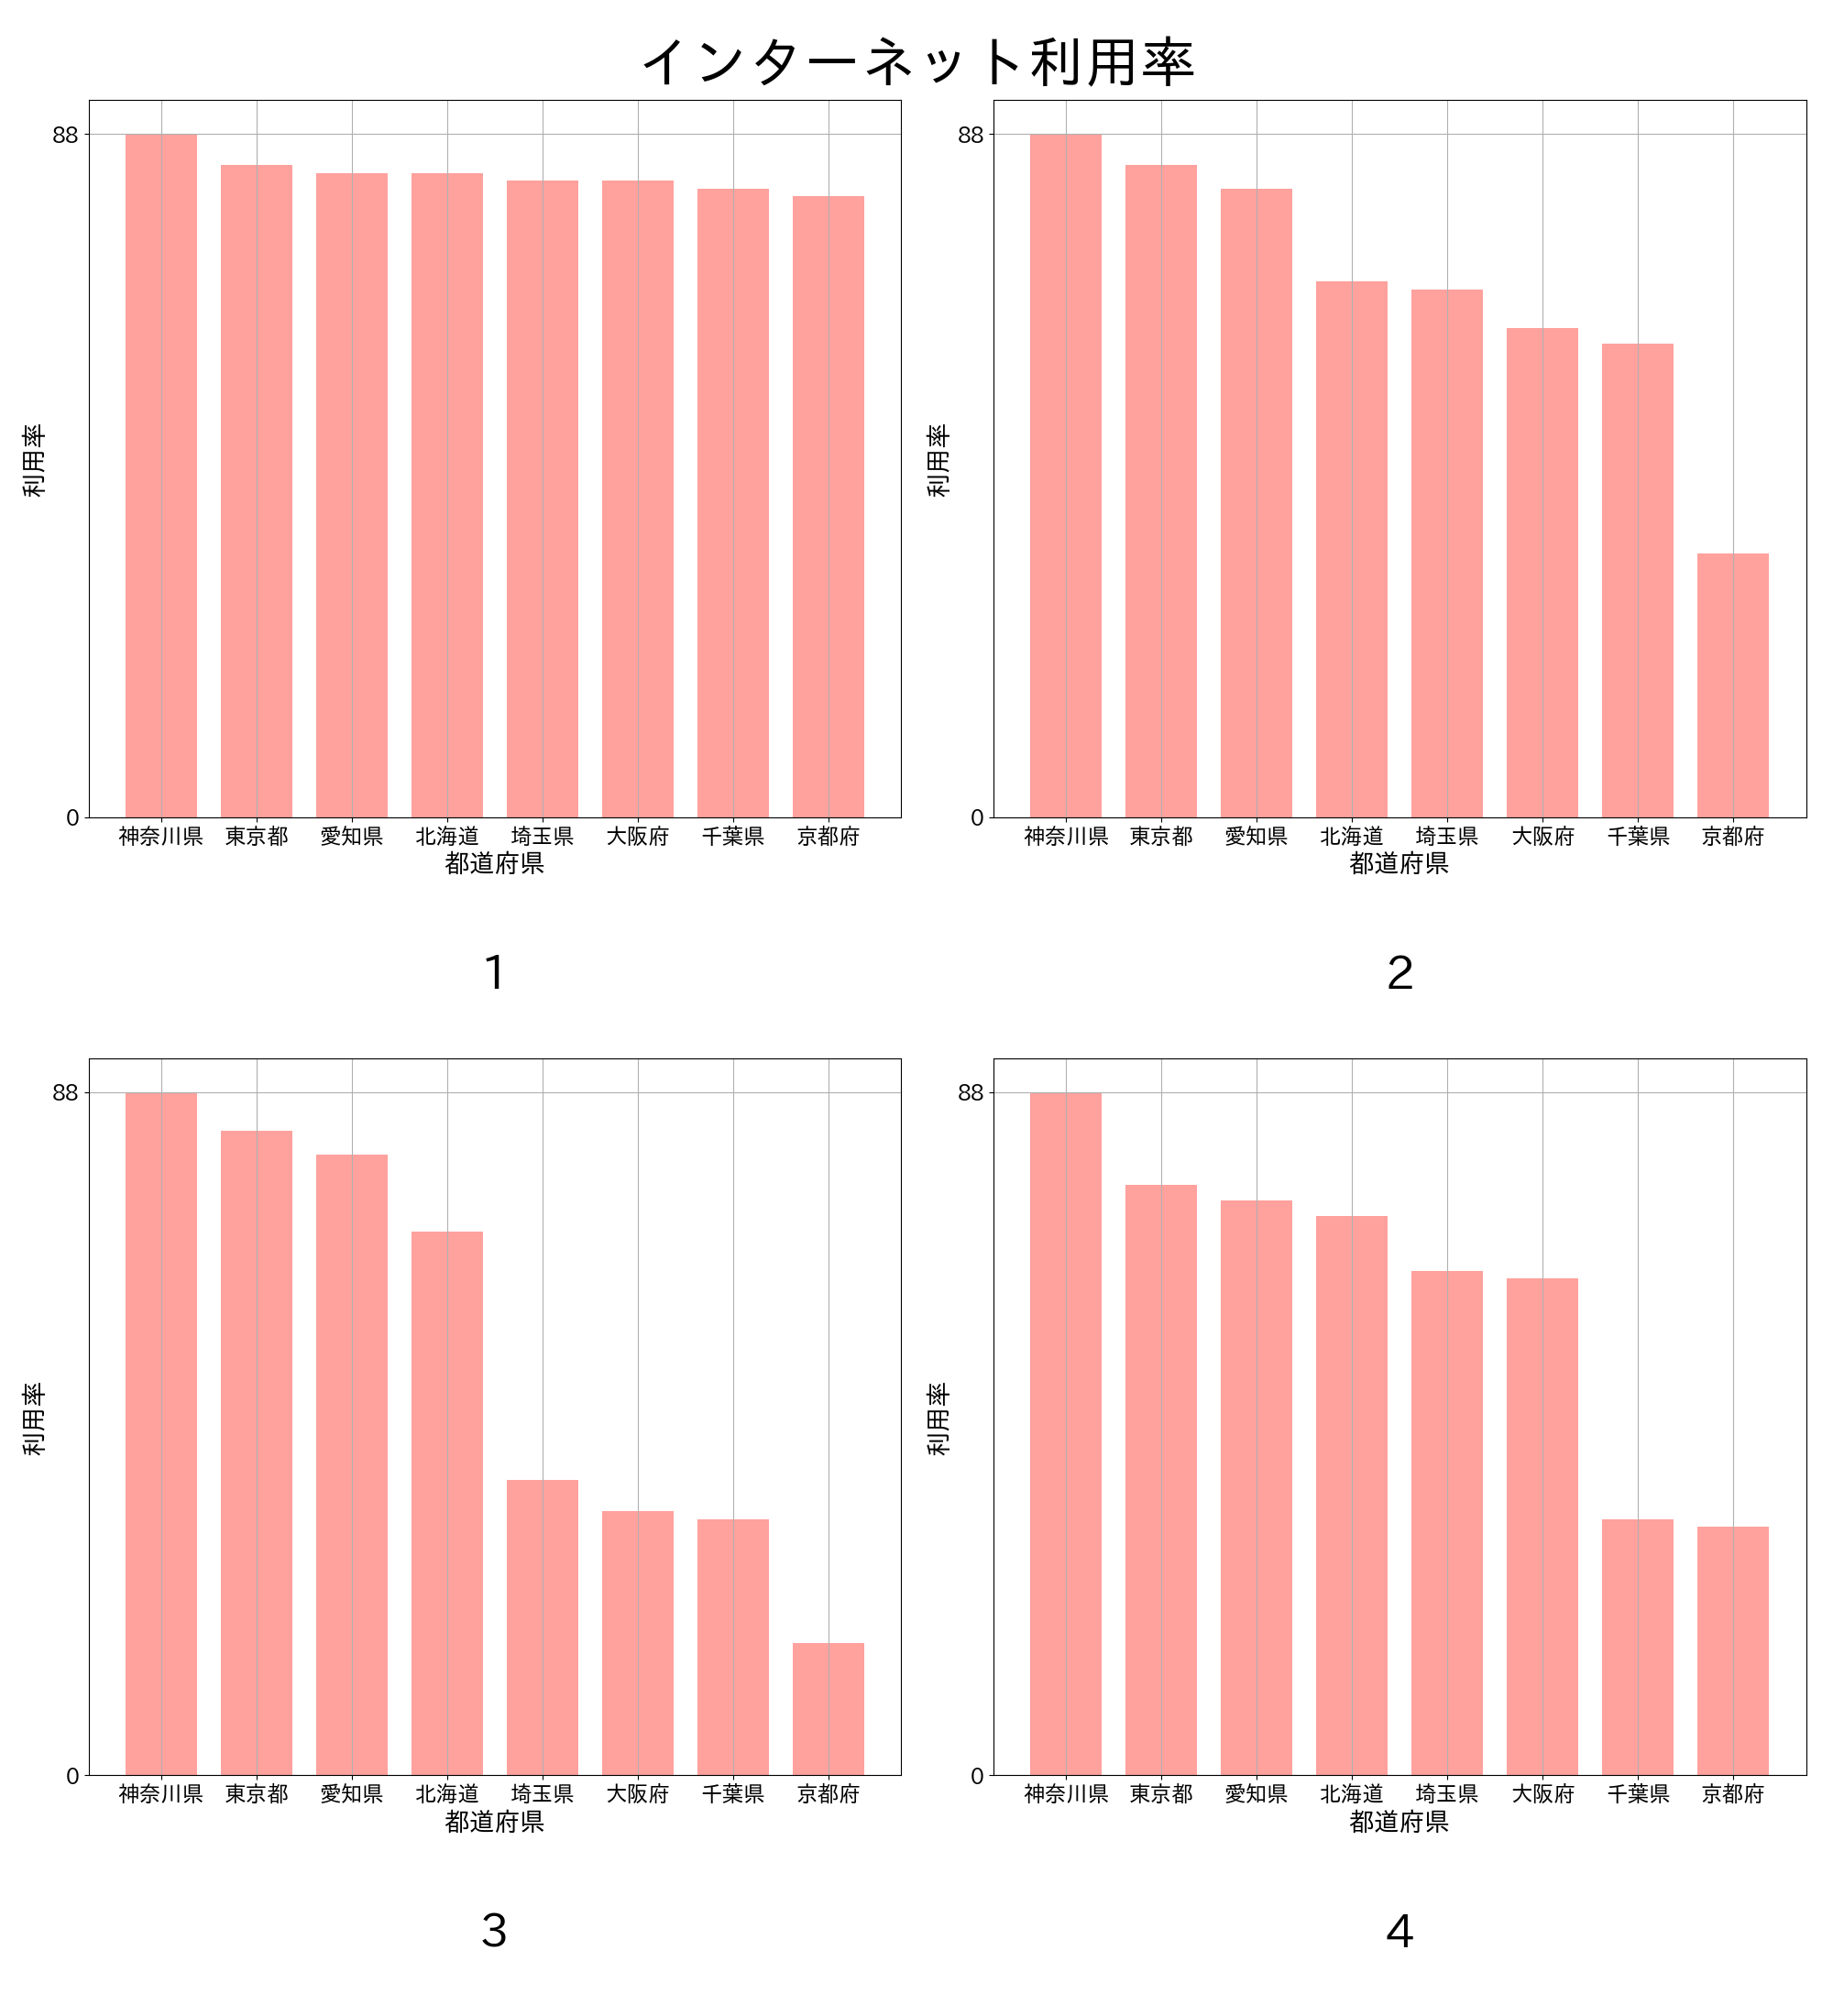 インターネット利用率
88
0
利用率
神奈川県 東京都 愛知県 北海道 埼玉県 大阪府 千葉県 京都府
都道府県
1
88
0
利用率
神奈川県 東京都 愛知県 北海道 埼玉県 大阪府 千葉県 京都府
都道府県
2
88
0
利用率
神奈川県 東京都 愛知県 北海道 埼玉県 大阪府 千葉県 京都府
都道府県
3
88
0
利用率
神奈川県 東京都 愛知県 北海道 埼玉県 大阪府 千葉県 京都府
都道府県
4